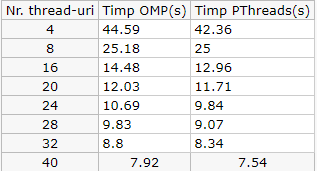 Nr. thread-uri Timp OMP(s) Timp PThreads(s)
4 44.59 42.36
8 25.18 25
16 14.48 12.96
20 12.03 11.71
24 10.69 9.84
28 9.83 9.07
32 8.8 8.34
40 7.92 7.54